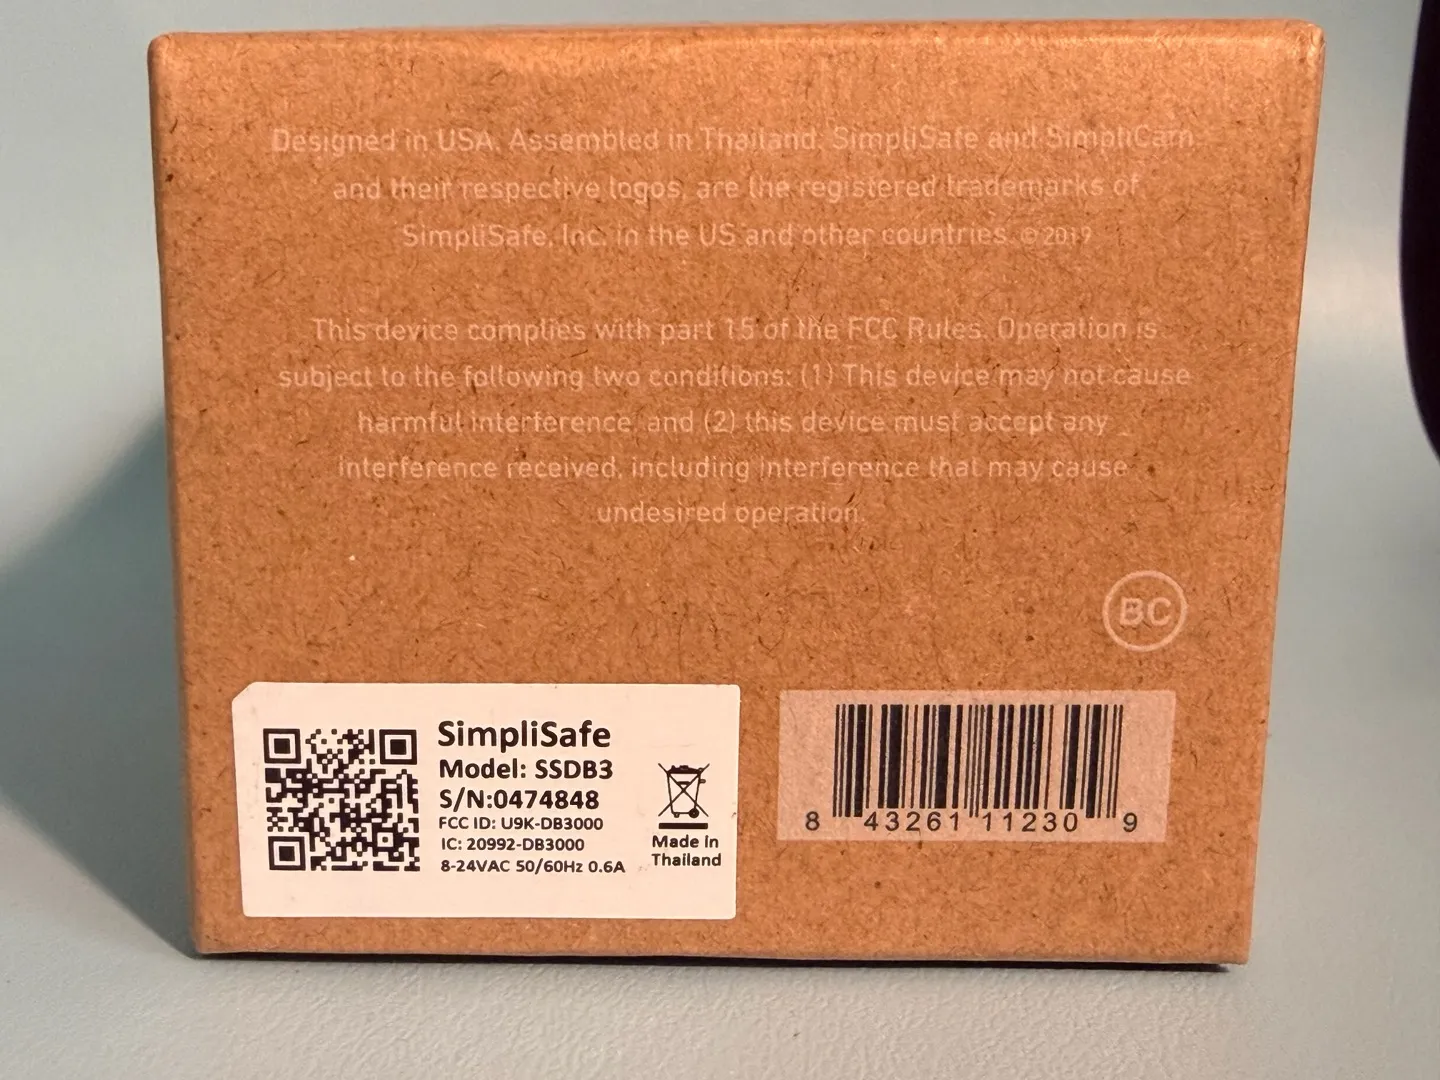 Designed in USA. Assembled in Thailand. SimpliSafe and SimpliCam
and their respective logos, are the registered trademarks of
SimpliSafe, Inc. in the US and other countries. © 2019
This device complies with part 15 of the FCC Rules. Operation is
subject to the following two conditions: (1) This device may not cause
harmful interference, and (2) this device must accept any
interference received, including interference that may cause
undesired operation.
BC
SimpliSafe
Model: SSDB3
S/N:0474848
FCC ID: U9K-DB3000
IC: 20992-DB3000
8-24VAC 50/60Hz 0.6A
Made in
Thailand
8 43261 11230 9